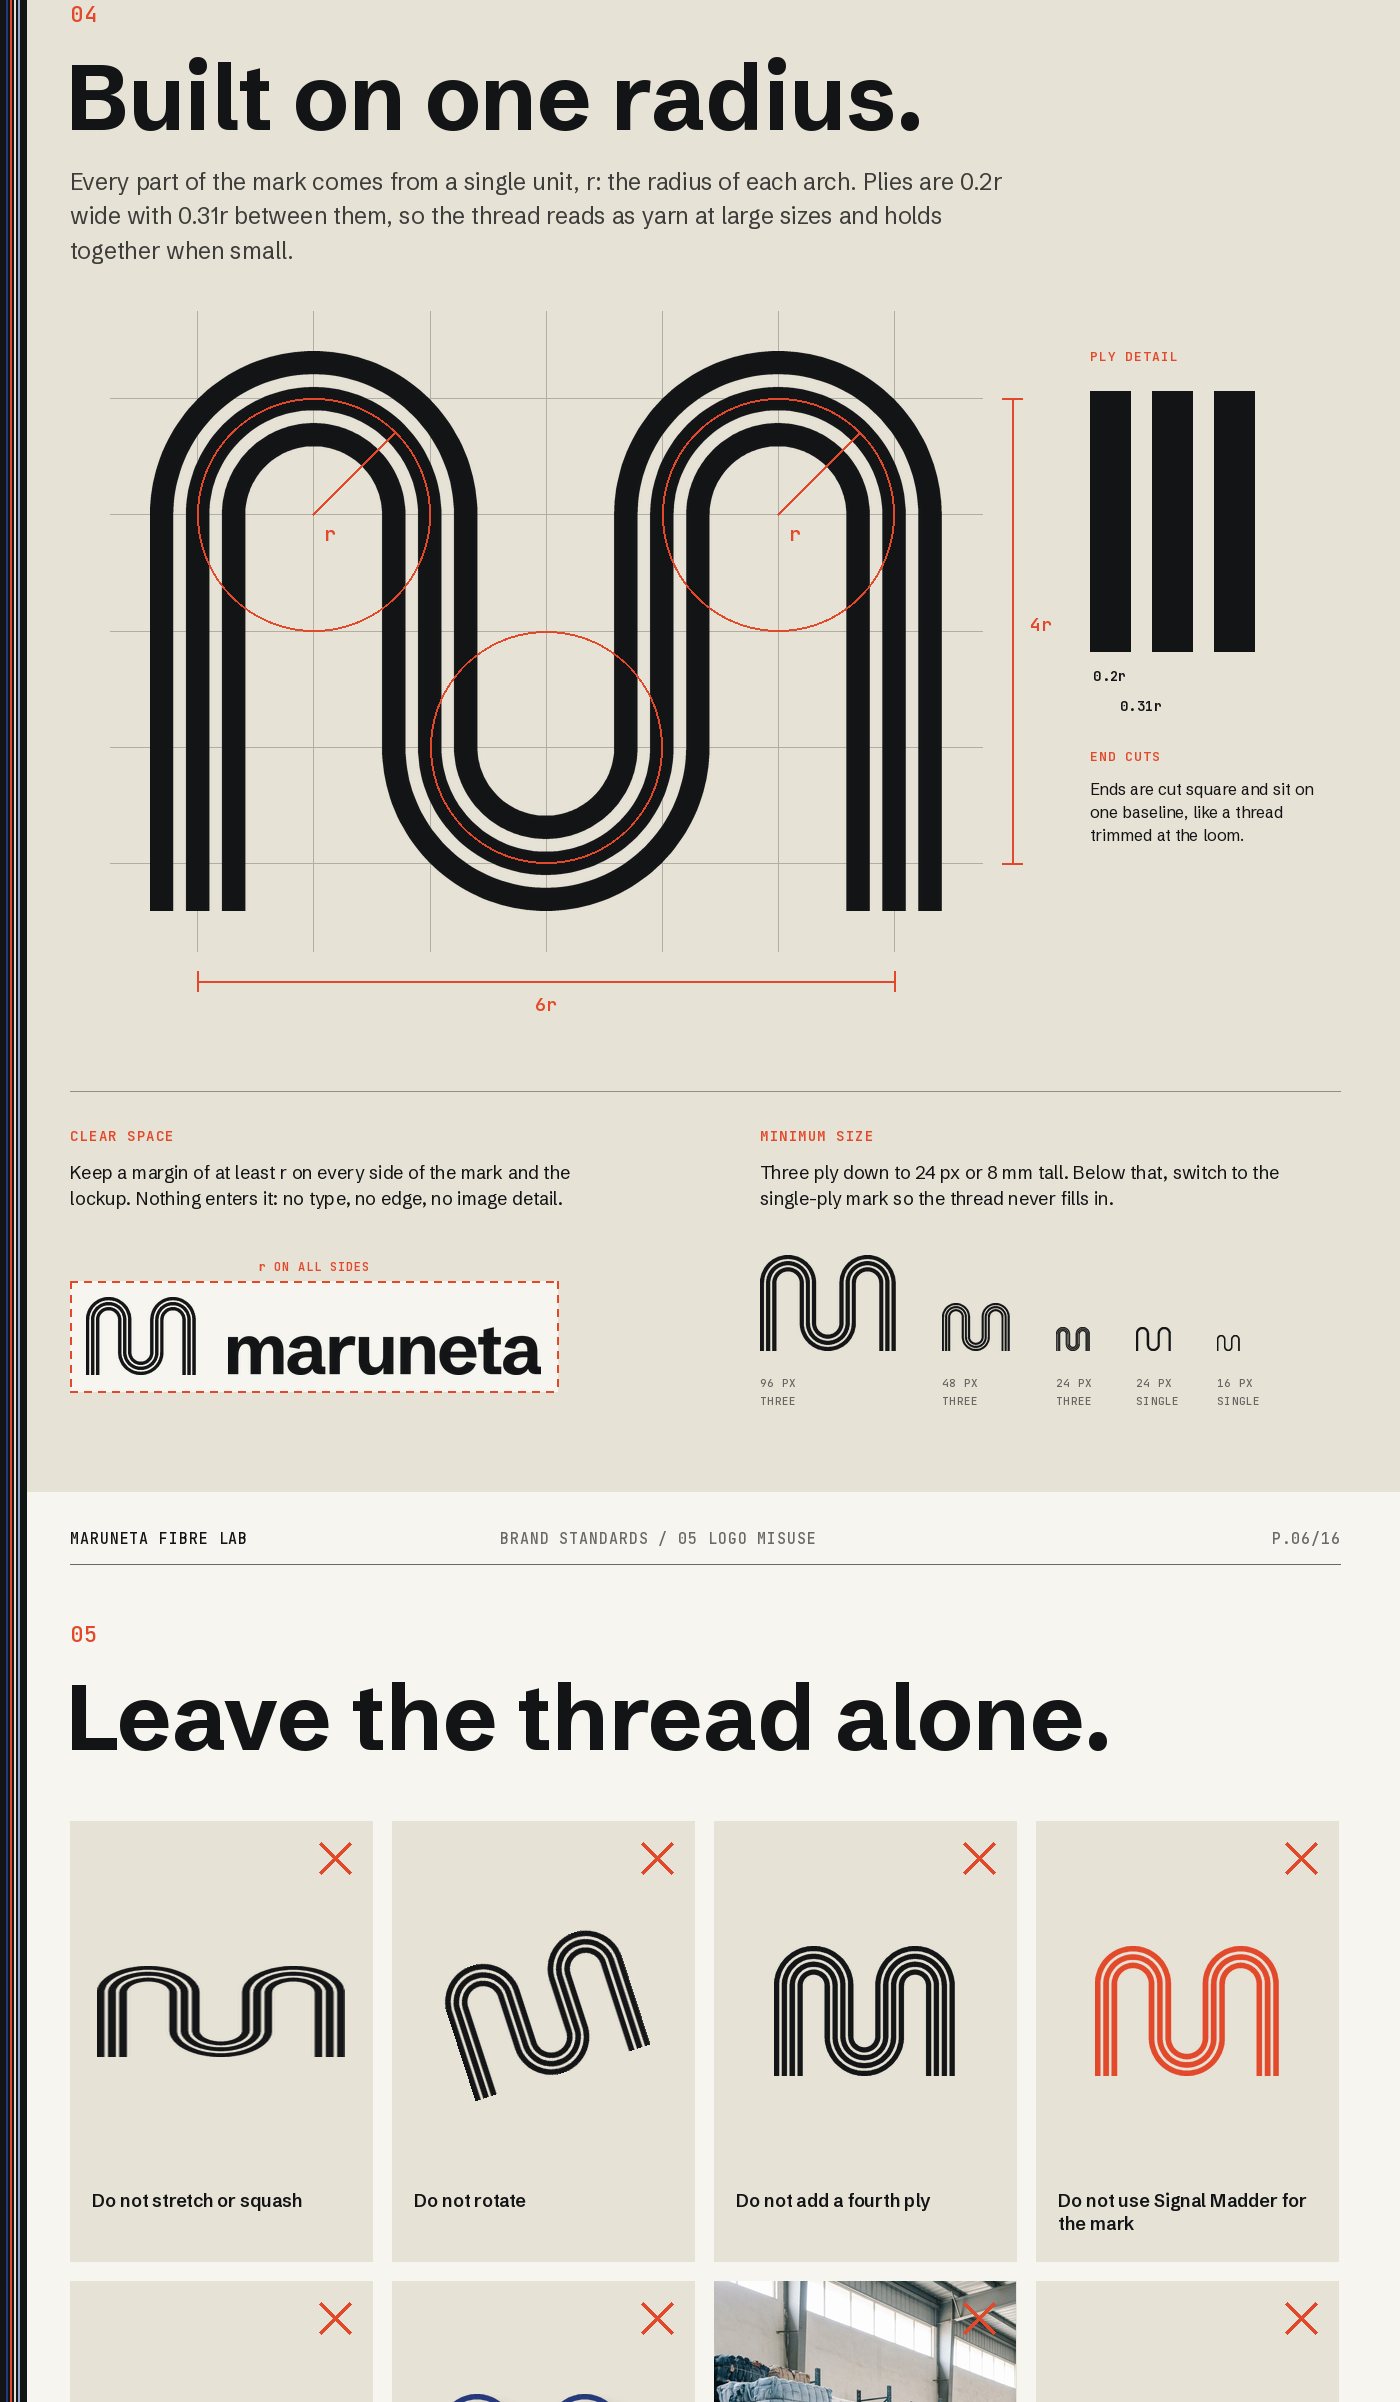 04
Built on one radius.
Every part of the mark comes from a single unit, r: the radius of each arch. Plies are 0.2r
wide with 0.31r between them, so the thread reads as yarn at large sizes and holds
together when small.
PLY DETAIL
r
r
4r
0.2r
0.31r
END CUTS
Ends are cut square and sit on
one baseline, like a thread
trimmed at the loom.
6r
CLEAR SPACE
Keep a margin of at least r on every side of the mark and the
lockup. Nothing enters it: no type, no edge, no image detail.
r ON ALL SIDES
maruneta
MINIMUM SIZE
Three ply down to 24 px or 8 mm tall. Below that, switch to the
single-ply mark so the thread never fills in.
96 PX
THREE
48 PX
THREE
24 PX
THREE
24 PX
SINGLE
16 PX
SINGLE
MARUNETA FIBRE LAB
BRAND STANDARDS / 05 LOGO MISUSE
P.06/16
05
Leave the thread alone.
Do not stretch or squash
Do not rotate
Do not add a fourth ply
Do not use Signal Madder for
the mark